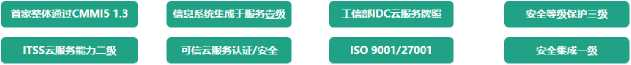 首家整体通过CMMI5 1.3
信息系统集成于服务壹级
工信部IDC云服务牌照
安全等级保护三级
ITSS云服务能力二级
可信云服务认证/安全
ISO 9001/27001
安全集成一级